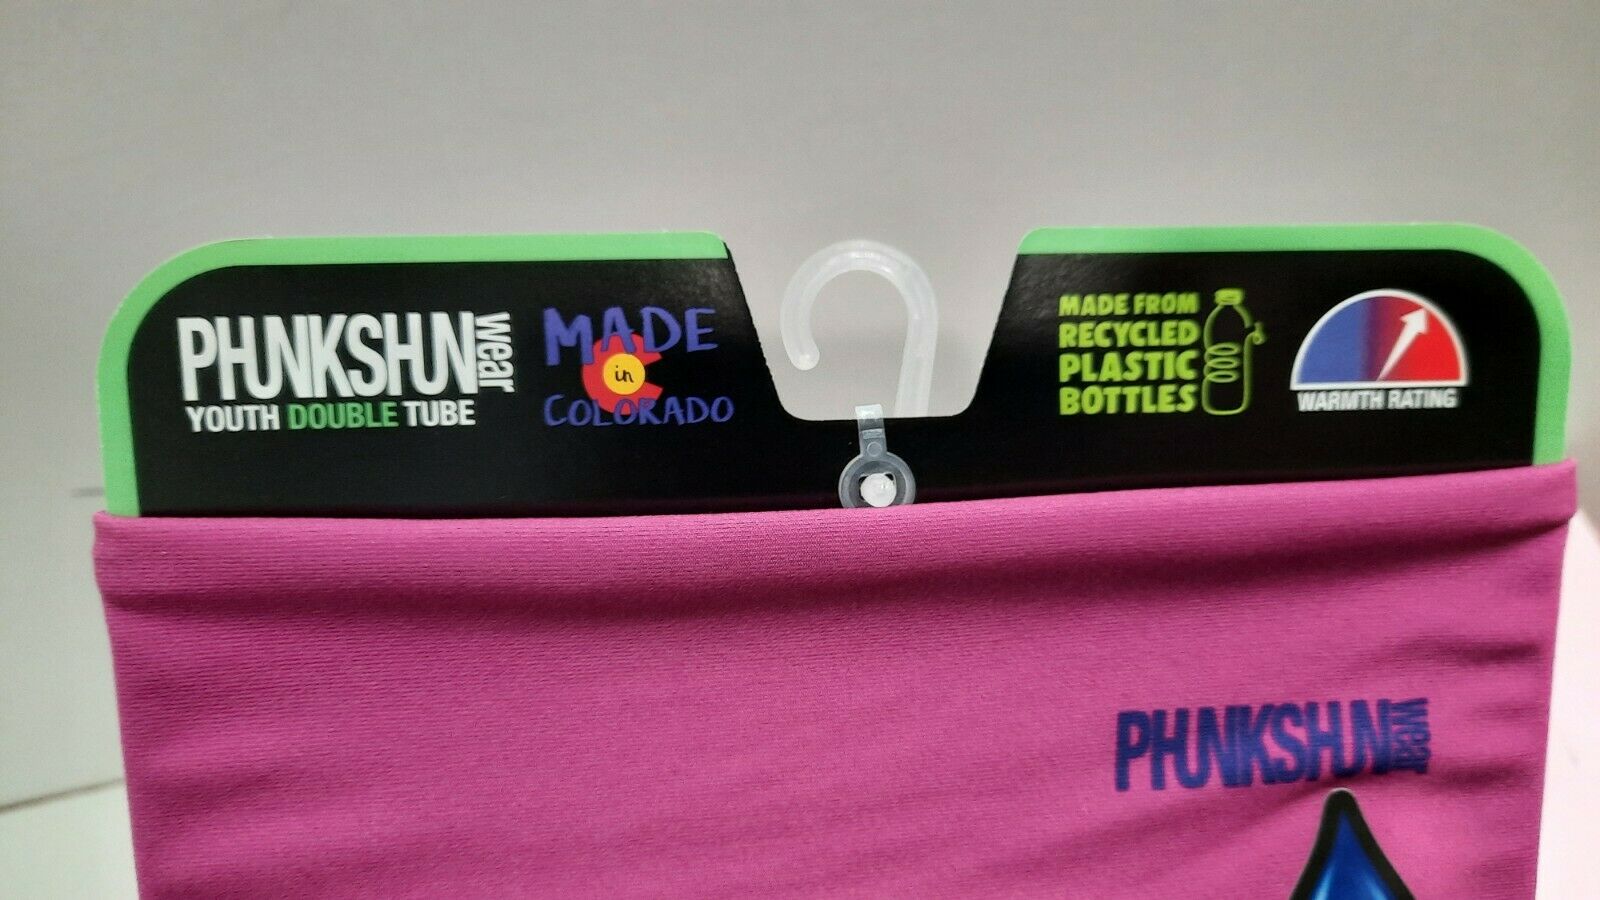 PHUNKSHUN wear
YOUTH DOUBLE TUBE
MADE
in
COLORADO
MADE FROM
RECYCLED
PLASTIC
BOTTLES
WARMTH RATING
PHUNKSHUN wear